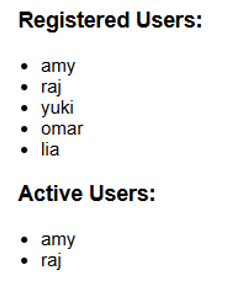 Registered Users:
amy
raj
yuki
omar
lia
Active Users:
amy
raj